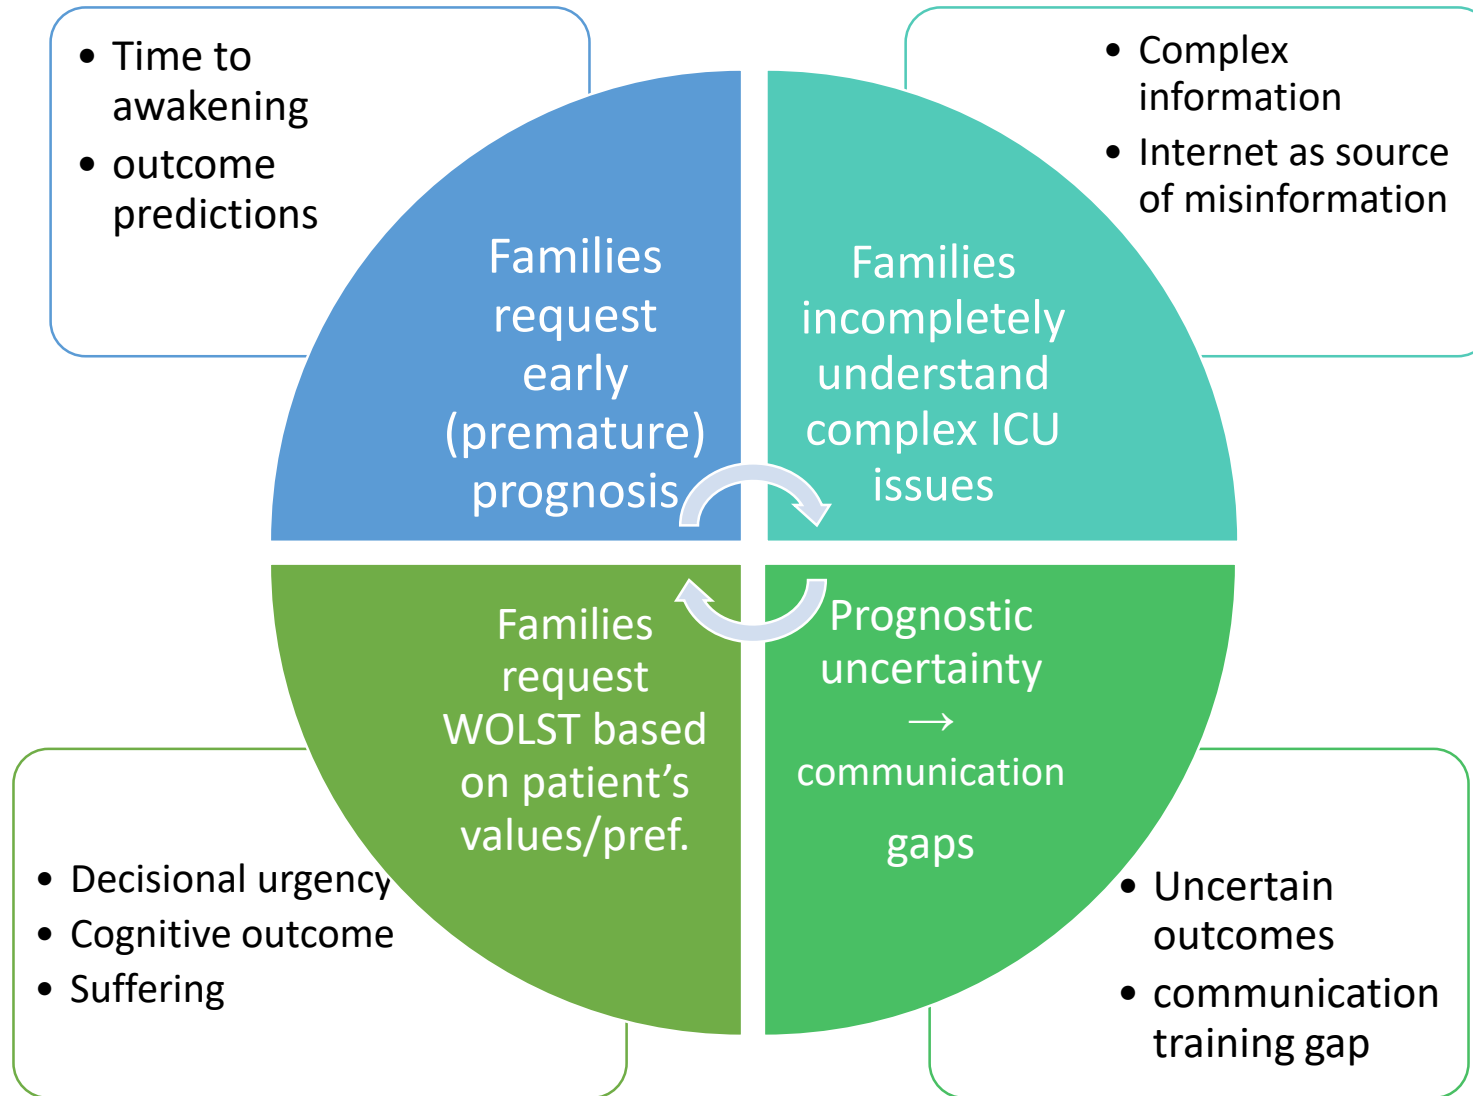 • Time to
awakening
• outcome
predictions
Families
request
early
(premature)
prognosis
• Complex
information
• Internet as source
of misinformation
Families
incompletely
understand
complex ICU
issues
Families
request
WOLST based
on patient’s
values/pref.
• Decisional urgency
• Cognitive outcome
• Suffering
Prognostic
uncertainty
→
communication
gaps
• Uncertain
outcomes
• communication
training gap